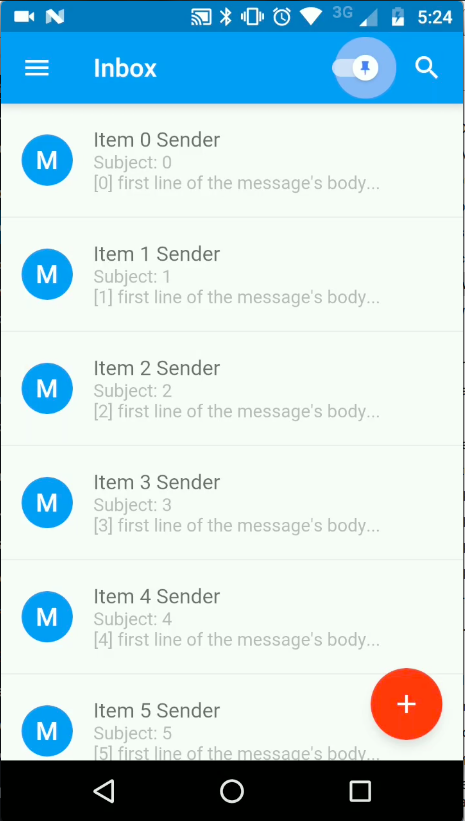 3G 5:24
Inbox
M
Item 0 Sender
Subject: 0
[0] first line of the message's body...
M
Item 1 Sender
Subject: 1
[1] first line of the message's body...
M
Item 2 Sender
Subject: 2
[2] first line of the message's body...
M
Item 3 Sender
Subject: 3
[3] first line of the message's body...
M
Item 4 Sender
Subject: 4
[4] first line of the message's body...
M
Item 5 Sender
Subject: 5
[5] first line of the message's body...